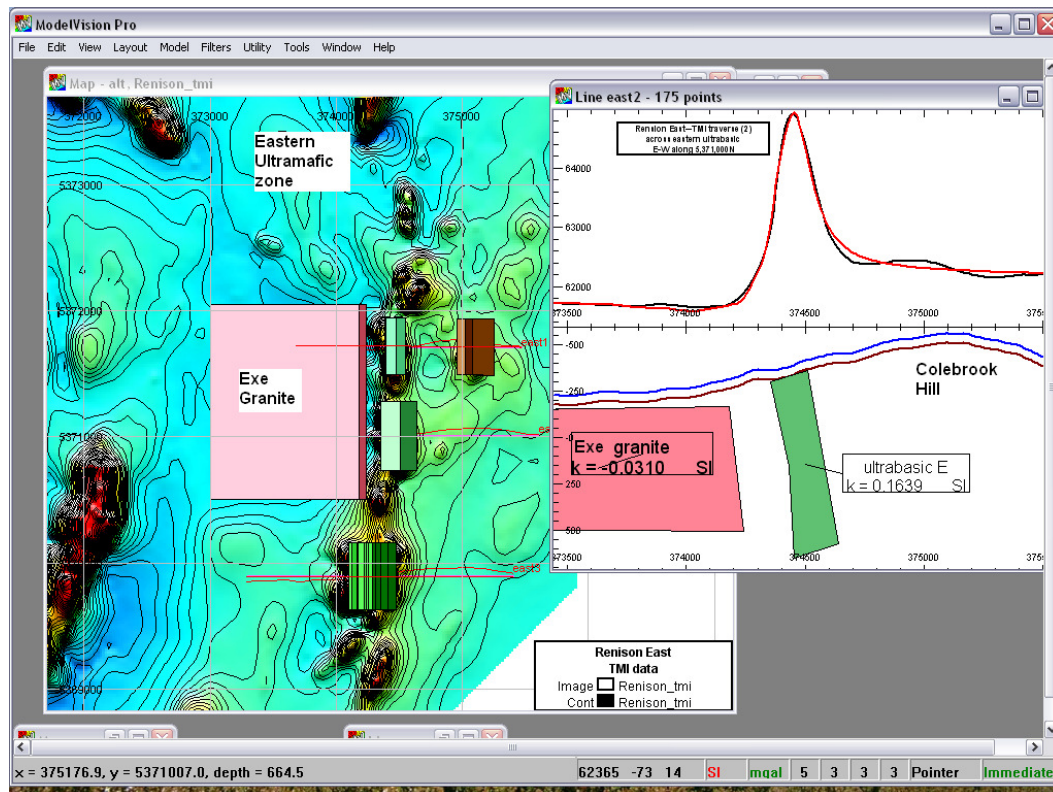 ModelVision Pro
File Edit View Layout Model Filters Utility Tools Window Help
Map - alt, Renison_tmi
372000 373000 374000 375000
Eastern
Ultramafic
zone
5373000
5372000
Exe
Granite
east1
5371000
east3
Renison East
TMI data
Image Renison_tmi
Cont Renison_tmi
Line east2 - 175 points
Renison East--TMI traverse (2)
across eastern ultrabasic
E-W along 5,371,000N
64000
63000
62000
373500 374000 374500 375000
-500
Colebrook
Hill
-250
-0
Exe granite
k = -0.0310 SI
ultrabasic E
k = 0.1639 SI
250
500
373500 374000 374500 375000
x = 375176.9, y = 5371007.0, depth = 664.5 62365 -73 14 SI mgal 5 3 3 3 Pointer Immediate